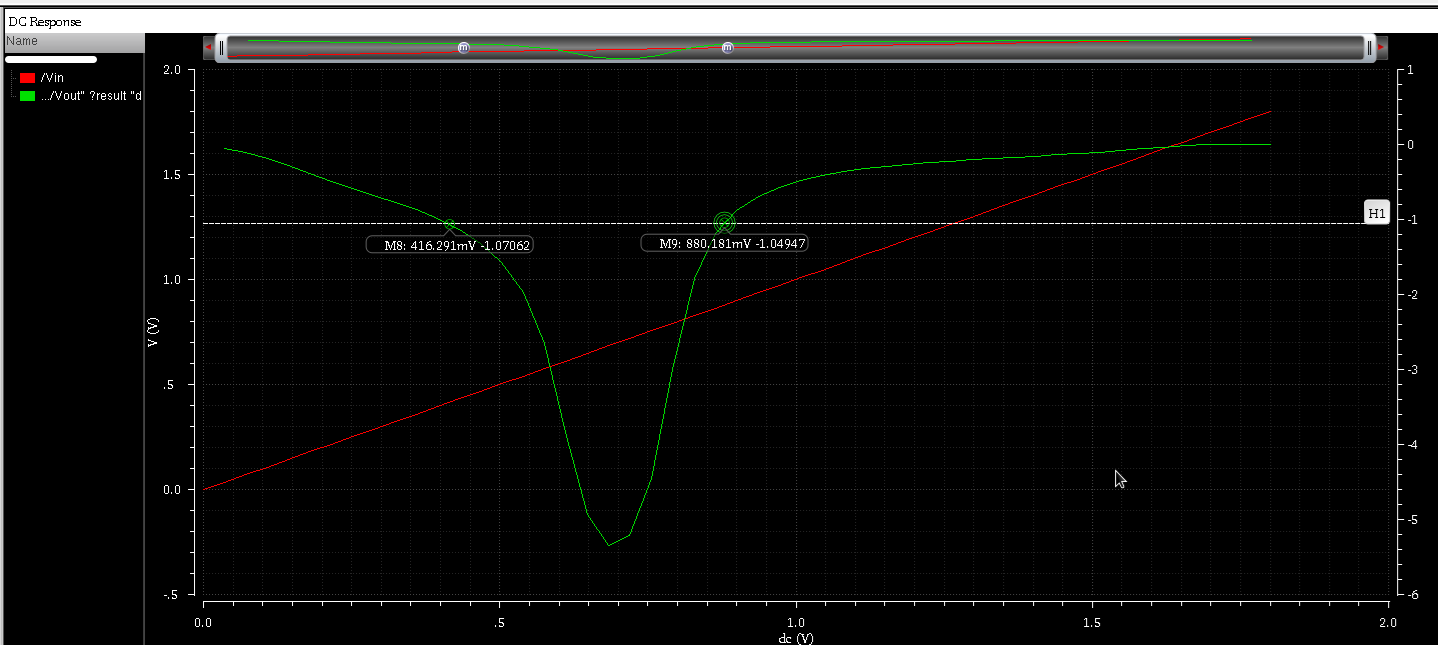 DC Response
Name
/Vin
.../Vout" ?result "d
m
m
2.0
1.5
1.0
.5
0.0
-.5
V (V)
1
0
-1
-2
-3
-4
-5
-6
H1
M8: 416.291mV -1.07062
M9: 880.181mV -1.04947
0.0
.5
1.0
1.5
2.0
dc (V)